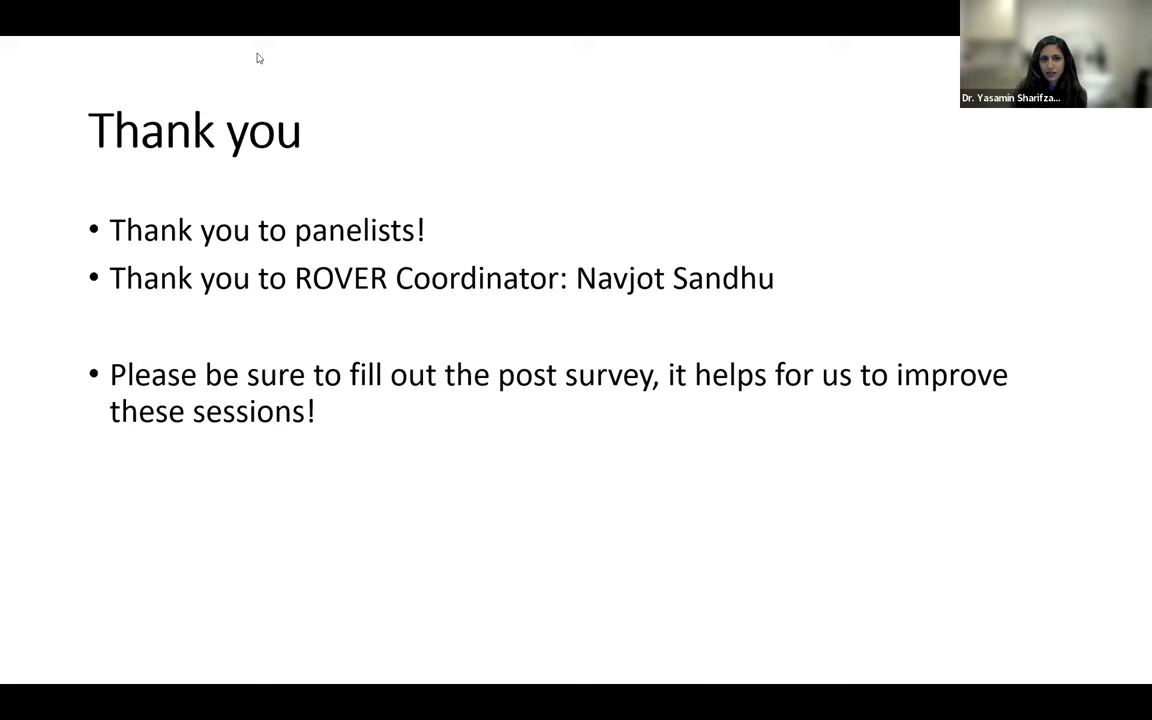 Dr. Yasamin Sharifza...
Thank you
• Thank you to panelists!
• Thank you to ROVER Coordinator: Navjot Sandhu
• Please be sure to fill out the post survey, it helps for us to improve
these sessions!